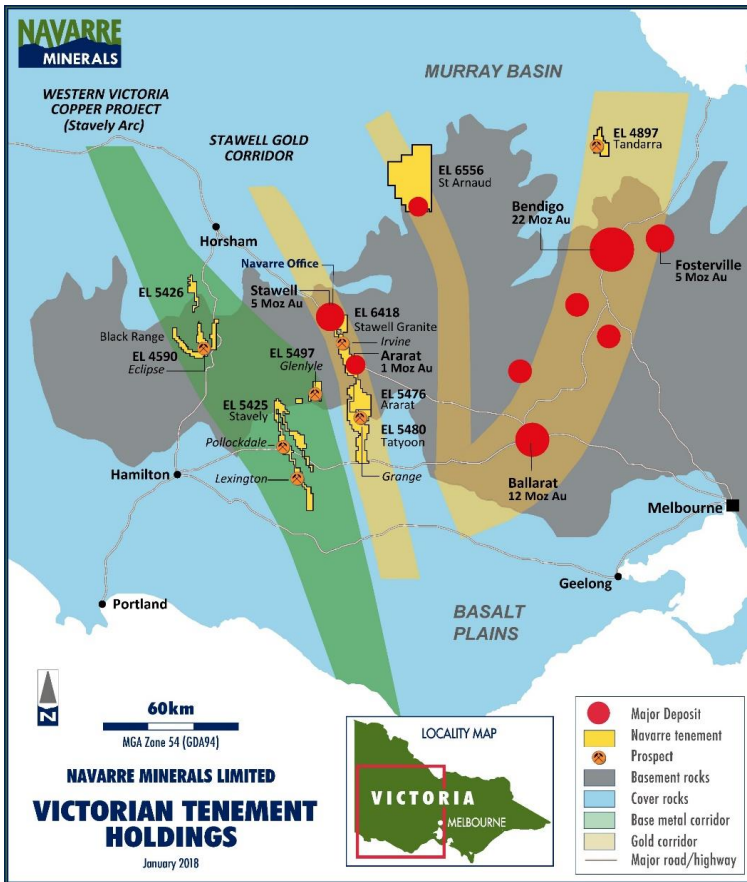 NAVARRE
MINERALS
MURRAY BASIN
WESTERN VICTORIA
COPPER PROJECT
(Stavely Arc)
STAWELL GOLD
CORRIDOR
EL 4897
Tandarra
EL 6556
St Arnaud
Bendigo
22 Moz Au
Horsham
Navarre Office
Fosterville
5 Moz Au
EL 5426
Stawell
5 Moz Au
EL 6418
Stawell Granite
Irvine
Black Range
EL 4590
Eclipse
EL 5497
Glenlyle
Ararat
1 Moz Au
EL 5476
Ararat
EL 5425
Stavely
EL 5480
Tatyoon
Pollockdale
Hamilton
Lexington
Grange
Ballarat
12 Moz Au
Melbourne
Geelong
Portland
BASALT
PLAINS
N
60km
MGA Zone 54 (GDA94)
NAVARRE MINERALS LIMITED
VICTORIAN TENEMENT
HOLDINGS
January 2018
LOCALITY MAP
VICTORIA
MELBOURNE
Major Deposit
Navarre tenement
Prospect
Basement rocks
Cover rocks
Base metal corridor
Gold corridor
Major road/highway